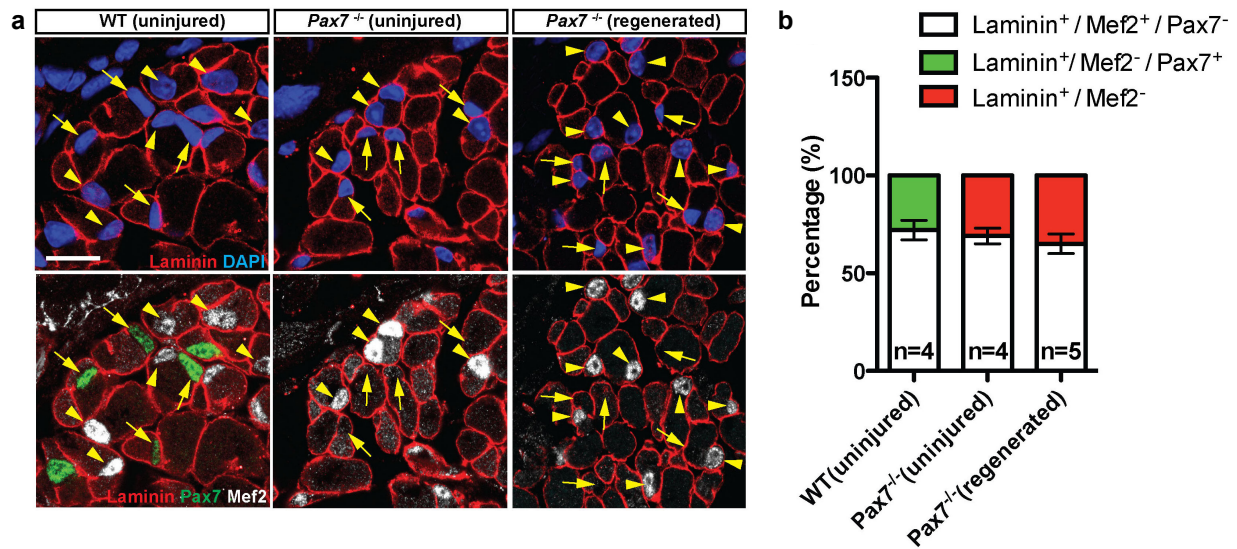 a
WT (uninjured)
Pax7 -/- (uninjured)
Pax7 -/- (regenerated)
Laminin DAPI
Laminin Pax7 Mef2
b
Laminin+ / Mef2+ / Pax7-
Laminin+/ Mef2- / Pax7+
Laminin+ / Mef2-
Percentage (%)
150
100
50
0
n=4
n=4
n=5
WT(uninjured)
Pax7-/-(uninjured)
Pax7-/-(regenerated)